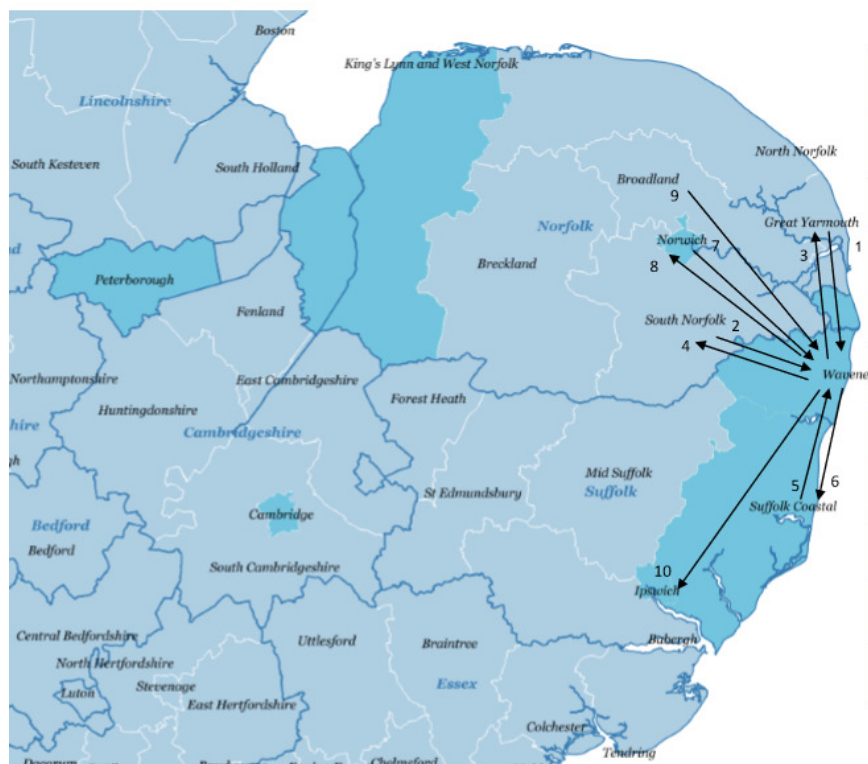 Boston
King's Lynn and West Norfolk
Lincolnshire
North Norfolk
South Kesteven
South Holland
Broadland
9
Great Yarmouth
Norfolk
Norwich
7
3
1
8
Breckland
Peterborough
Fenland
South Norfolk
2
4
Northamptonshire
East Cambridgeshire
Wavene
Forest Heath
Huntingdonshire
shire
Cambridgeshire
Mid Suffolk
St Edmundsbury
Suffolk
5
6
Suffolk Coastal
Cambridge
Bedford
Bedford
South Cambridgeshire
10
Ipswich
Central Bedfordshire
Uttlesford
Braintree
Babergh
North Hertfordshire
Luton
Stevenage
Essex
East Hertfordshire
Colchester
Tendring
Dacorum
Chelmsford